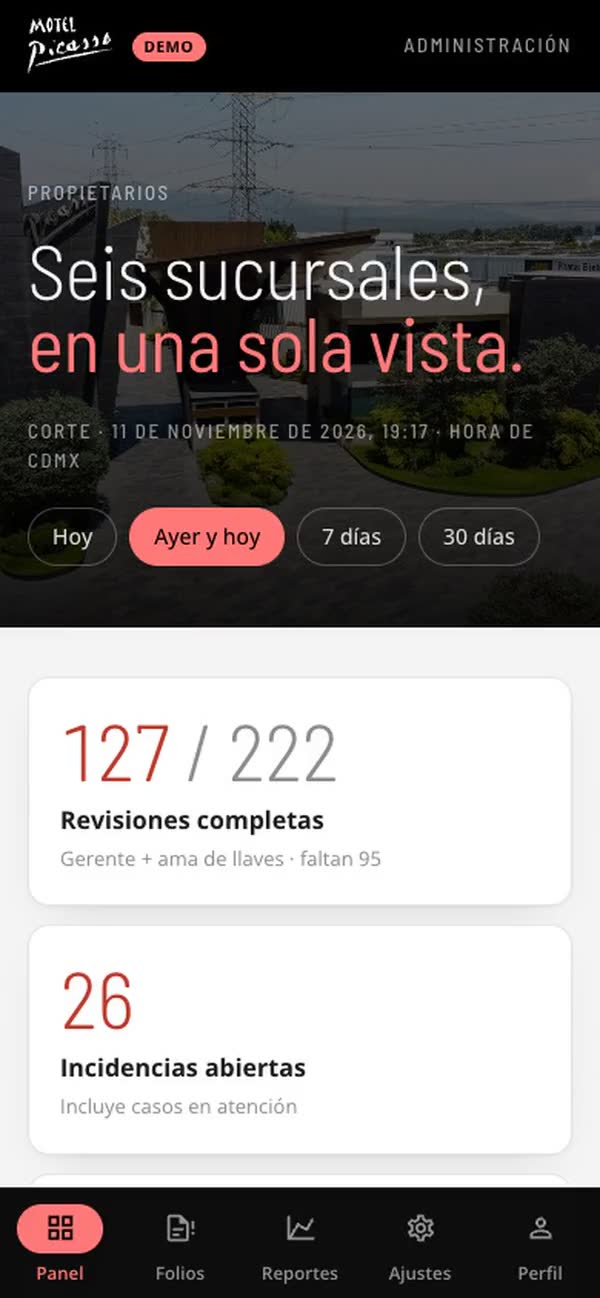 MOTEL
Picasso
DEMO
ADMINISTRACIÓN
PROPIETARIOS
Seis sucursales,
en una sola vista.
CORTE · 11 DE NOVIEMBRE DE 2026, 19:17 · HORA DE
CDMX
Hoy
Ayer y hoy
7 días
30 días
127 / 222
Revisiones completas
Gerente + ama de llaves · faltan 95
26
Incidencias abiertas
Incluye casos en atención
Panel
Folios
Reportes
Ajustes
Perfil